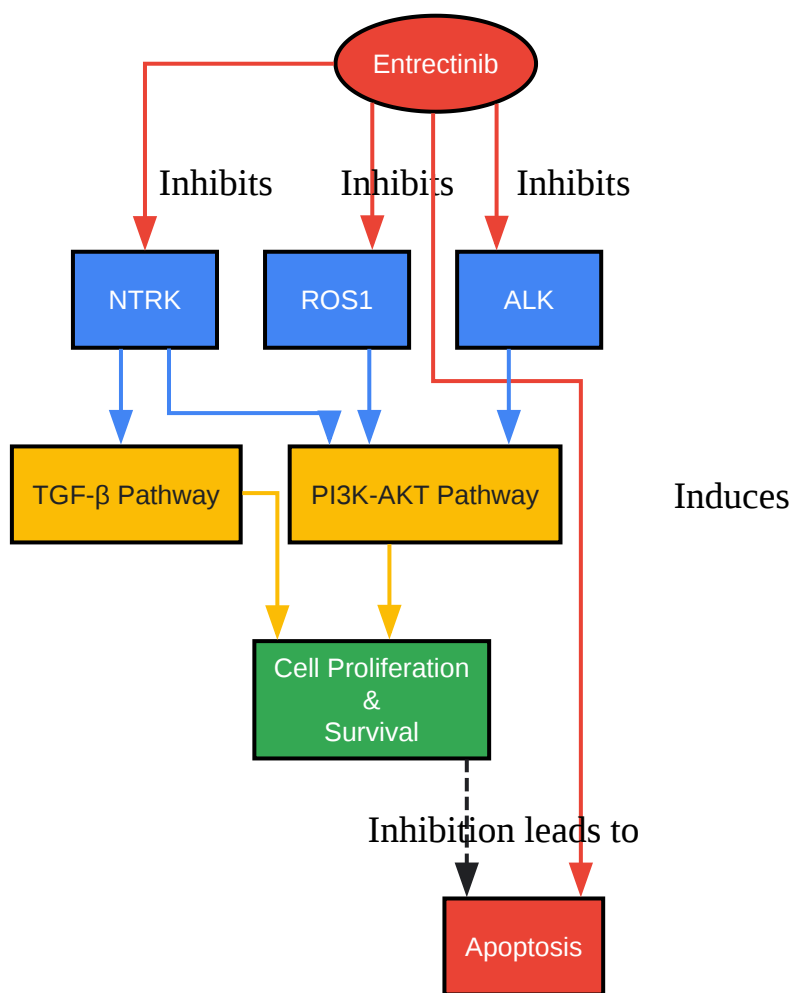 Entrectinib
Inhibits
Inhibits
Inhibits
NTRK
ROS1
ALK
TGF-β Pathway
PI3K-AKT Pathway
Induces
Cell Proliferation
&
Survival
Inhibition leads to
Apoptosis